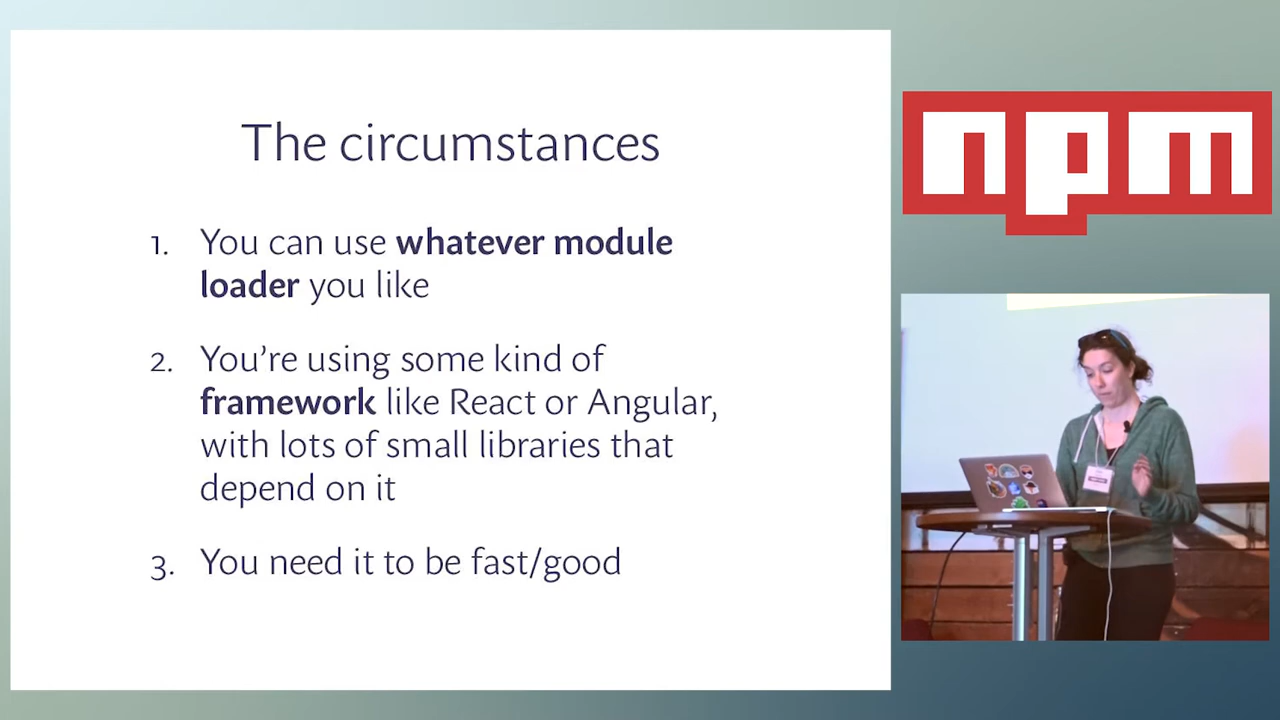 The circumstances
1. You can use whatever module
loader you like
2. You're using some kind of
framework like React or Angular,
with lots of small libraries that
depend on it
3. You need it to be fast/good
npm